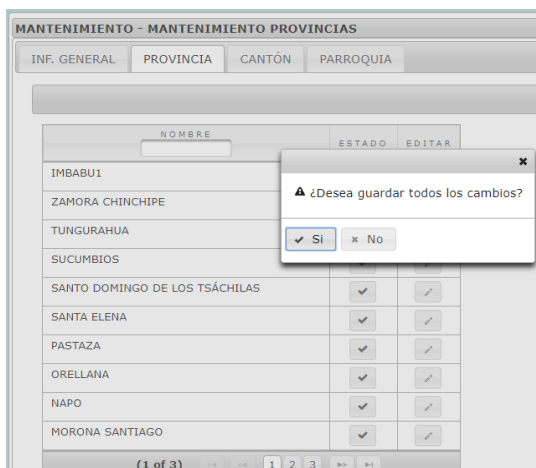 MANTENIMIENTO - MANTENIMIENTO PROVINCIAS
INF. GENERAL PROVINCIA CANTÓN PARROQUIA
NOMBRE ESTADO EDITAR
IMBABU1
¿Desea guardar todos los cambios?
ZAMORA CHINCHIPE
TUNGURAHUA
Si No
SUCUMBIOS
SANTO DOMINGO DE LOS TSÁCHILAS
SANTA ELENA
PASTAZA
ORELLANA
NAPO
MORONA SANTIAGO
(1 of 3) 1 2 3